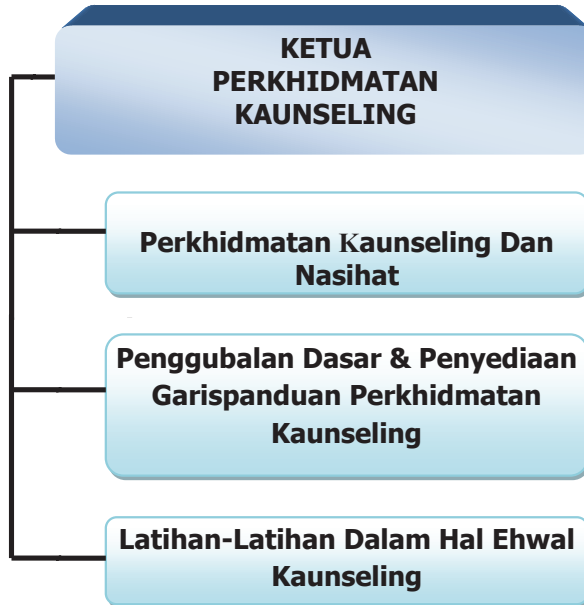 KETUA
PERKHIDMATAN
KAUNSELING
Perkhidmatan Kaunseling Dan
Nasihat
Penggubalan Dasar & Penyediaan
Garispanduan Perkhidmatan
Kaunseling
Latihan-Latihan Dalam Hal Ehwal
Kaunseling